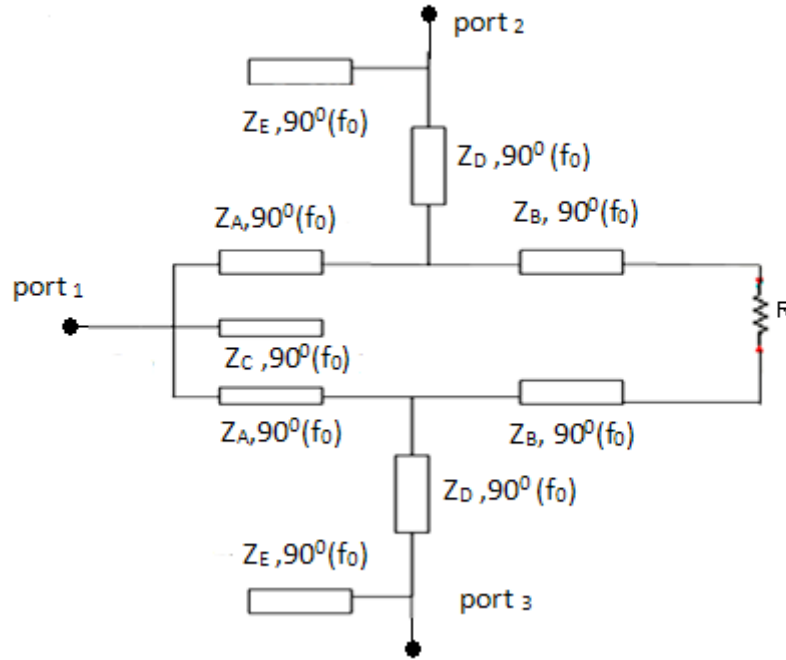 port 2
ZE ,90⁰(f₀)
ZD ,90⁰ (f₀)
ZA,90⁰(f₀)
ZB, 90⁰(f₀)
port 1
R
ZC ,90⁰(f₀)
ZA,90⁰(f₀)
ZB, 90⁰(f₀)
ZD ,90⁰ (f₀)
ZE ,90⁰(f₀)
port 3